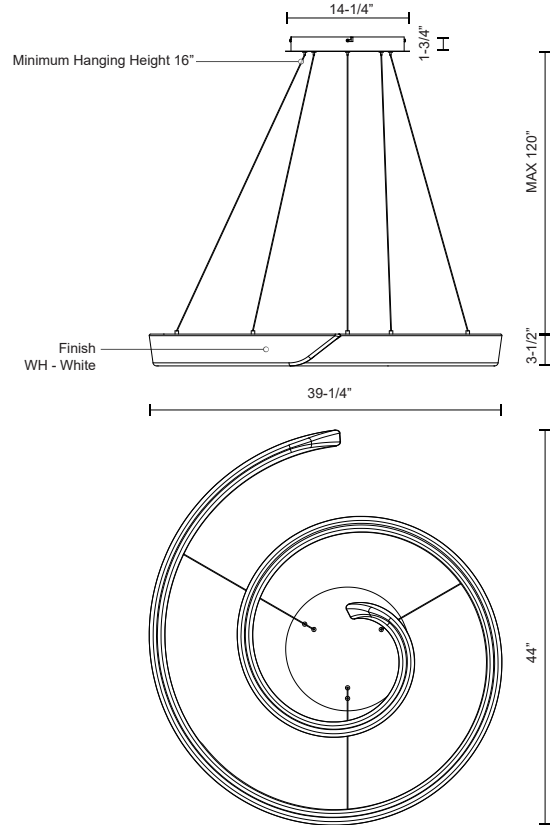 14-1/4"
1-3/4"
Minimum Hanging Height 16”
MAX 120"
Finish
WH - White
3-1/2"
39-1/4"
44"